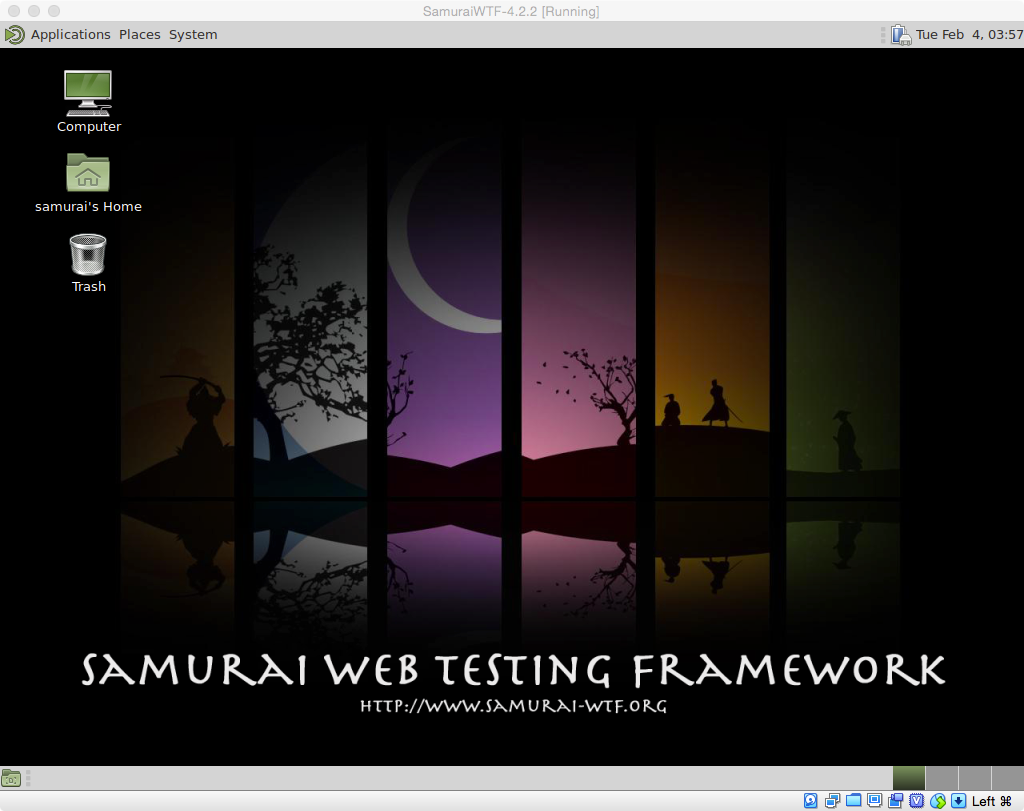 SamuraiWTF-4.2.2 [Running]
Applications Places System
Tue Feb 4, 03:57
Computer
samurai's Home
Trash
SAMURAI WEB TESTING FRAMEWORK
HTTP://WWW.SAMURAI-WTF.ORG
Left ⌘